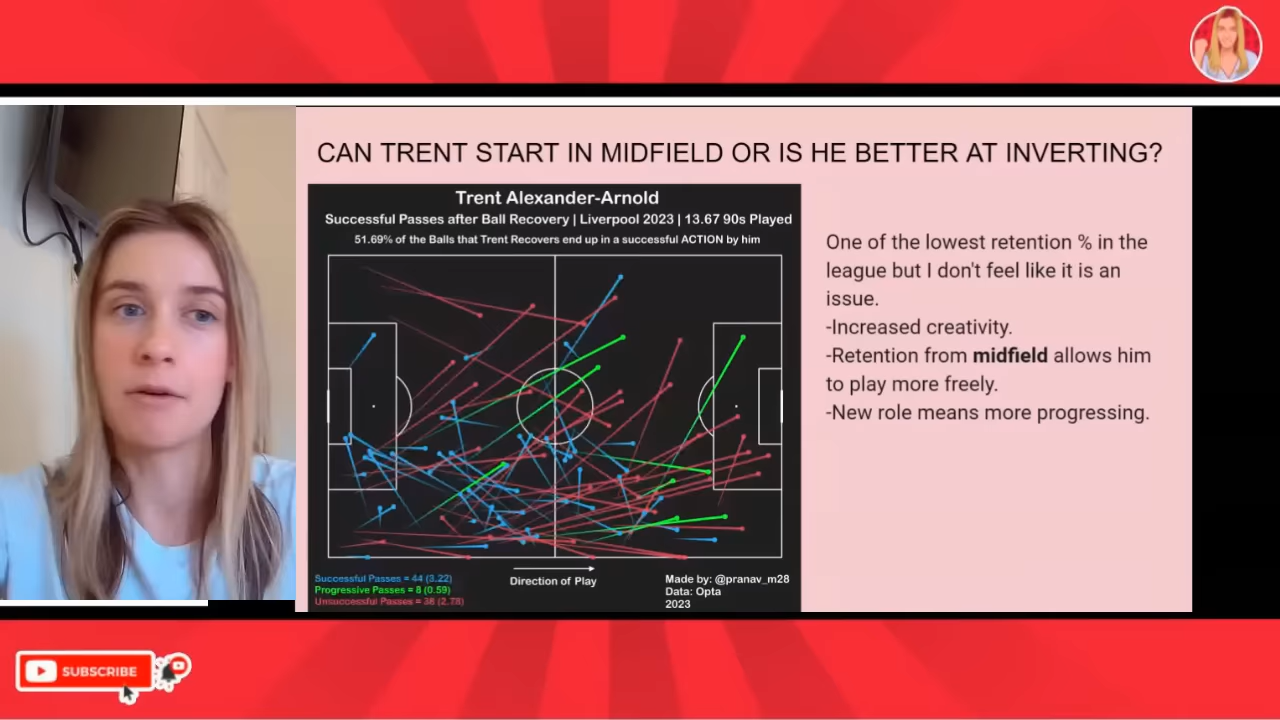 CAN TRENT START IN MIDFIELD OR IS HE BETTER AT INVERTING?
Trent Alexander-Arnold
Successful Passes after Ball Recovery | Liverpool 2023 | 13.67 90s Played
51.69% of the Balls that Trent Recovers end up in a successful ACTION by him
Direction of Play
Successful Passes = 44 (3.22)
Progressive Passes = 8 (0.59)
Unsuccessful Passes = 38 (2.78)
Made by: @pranav_m28
Data: Opta
2023
One of the lowest retention % in the
league but I don't feel like it is an
issue.
-Increased creativity.
-Retention from midfield allows him
to play more freely.
-New role means more progressing.
SUBSCRIBE